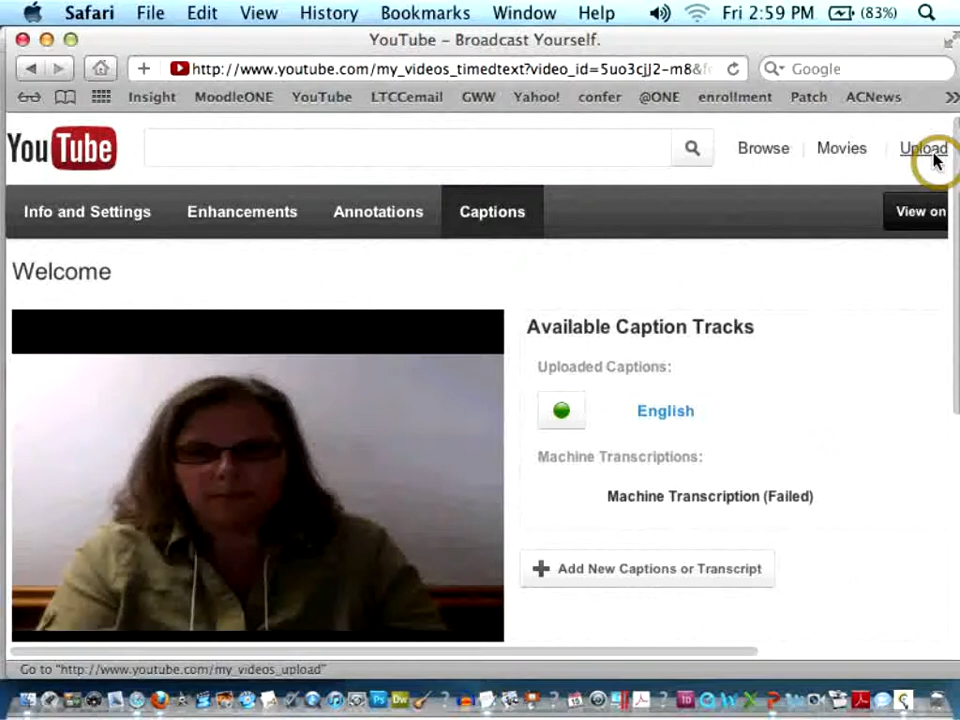 Safari File Edit View History Bookmarks Window Help Fri 2:59 PM (83%)
YouTube – Broadcast Yourself.
http://www.youtube.com/my_videos_timedtext?video_id=5uo3cjJ2-m8& Google
Insight MoodleONE YouTube LTCCemail GWW Yahoo! confer @ONE enrollment Patch ACNews
YouTube Browse Movies Upload
Info and Settings Enhancements Annotations Captions View on
Welcome
Available Caption Tracks
Uploaded Captions:
English
Machine Transcriptions:
Machine Transcription (Failed)
Add New Captions or Transcript
Go to "http://www.youtube.com/my_videos_upload"